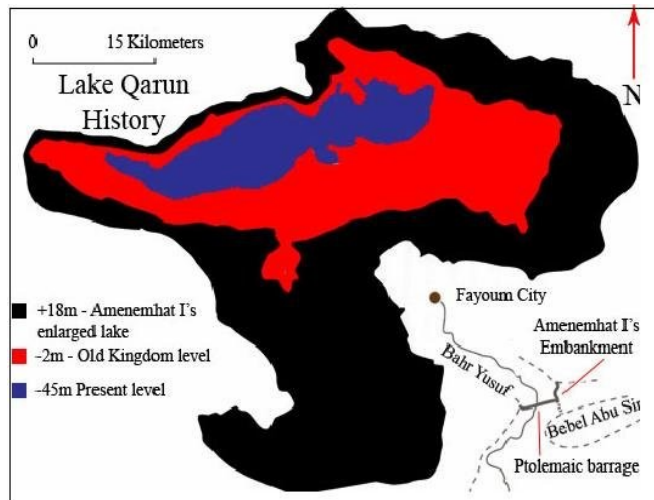 0 15 Kilometers
Lake Qarun
History
N
+18m - Amenemhat I's
enlarged lake
-2m - Old Kingdom level
-45m Present level
Fayoum City
Amenemhat I's
Embankment
Bahr Yusuf
Bebel Abu Sir
Ptolemaic barrage